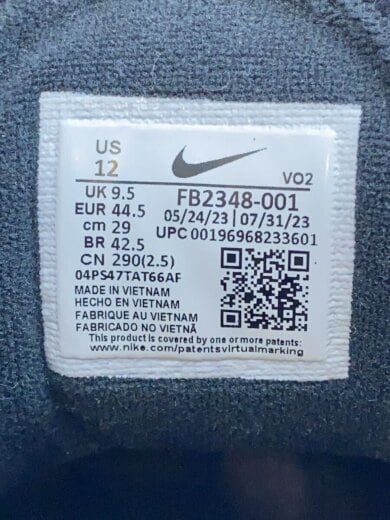 US
12
VO2
UK 9.5
EUR 44.5
cm 29
BR 42.5
CN 290(2.5)
FB2348-001
05/24/23 | 07/31/23
UPC 00196968233601
04PS47TAT66AF
MADE IN VIETNAM
HECHO EN VIETNAM
FABRIQUE AU VIETNAM
FABRICADO NO VIETNÃ
This product is covered by one or more patents:
www.nike.com/patentsvirtualmarking